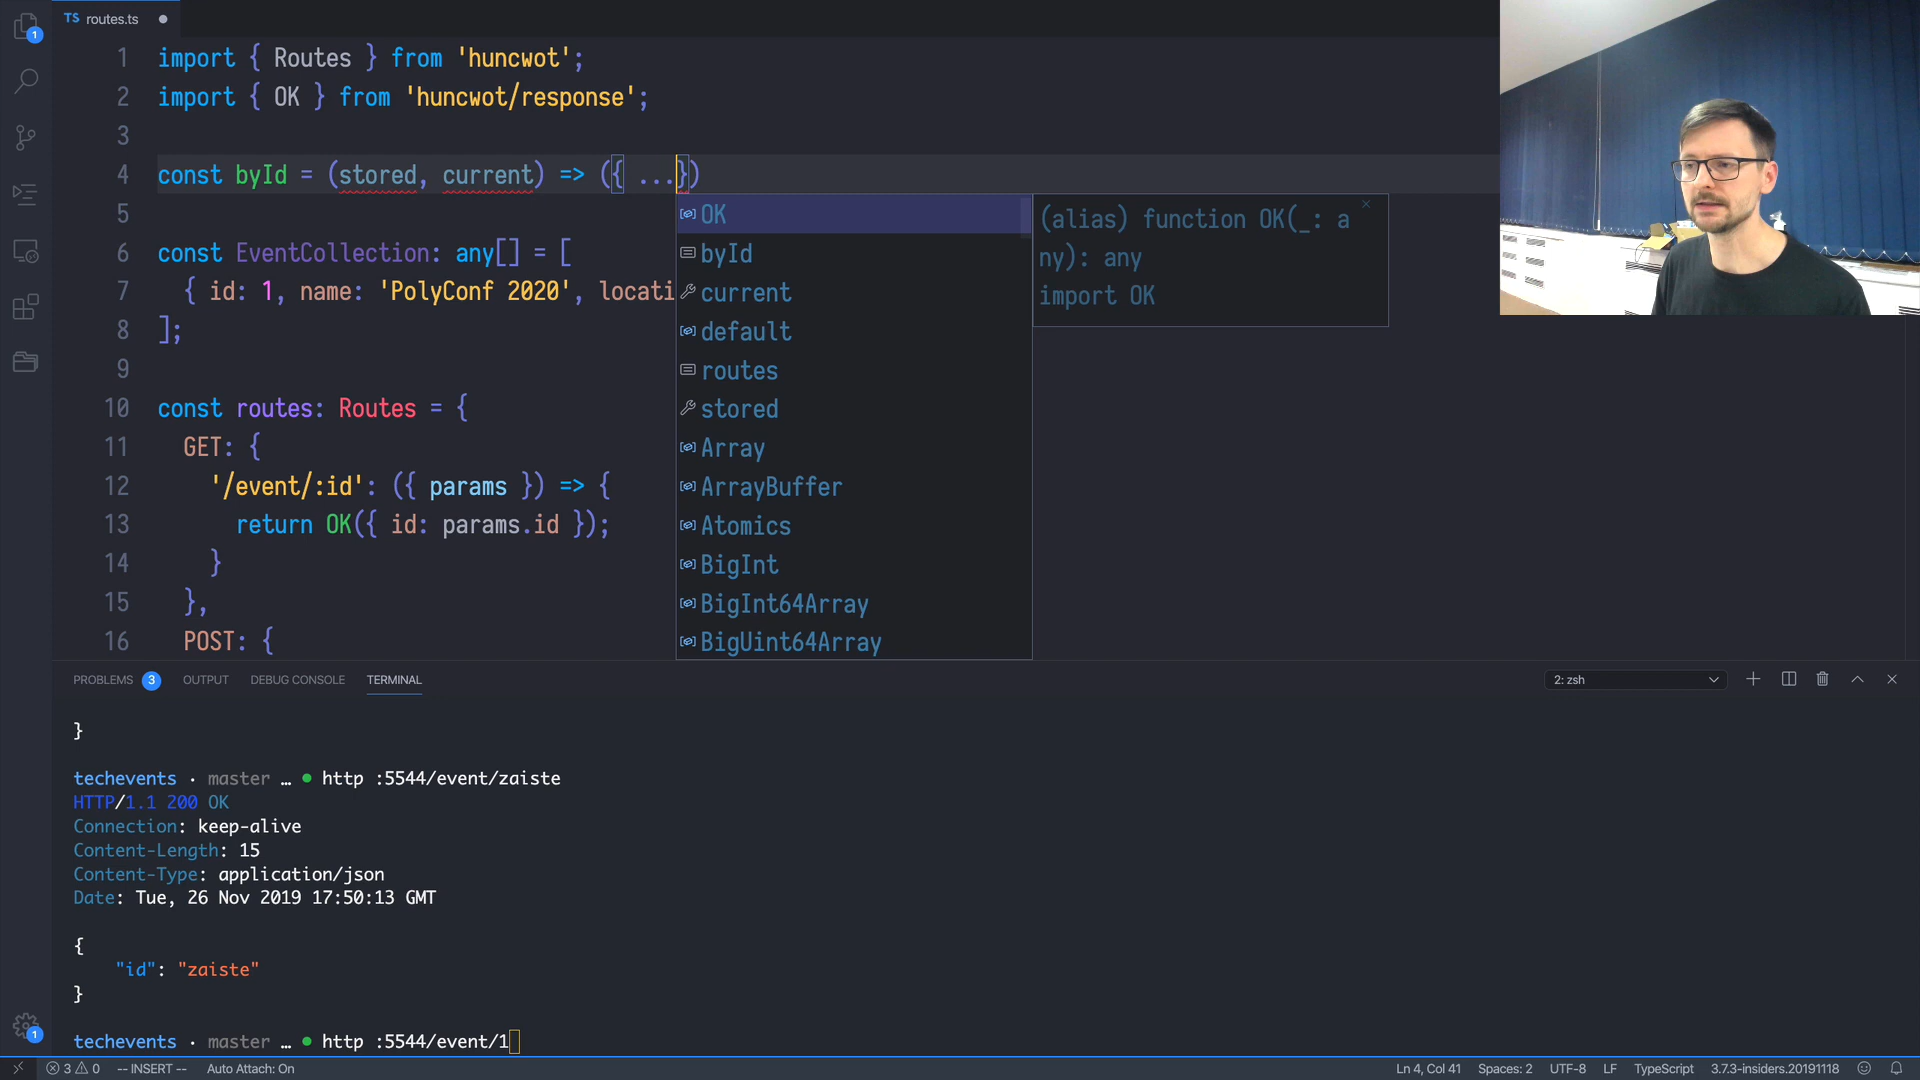 TS routes.ts
1 import { Routes } from 'huncwot';
2 import { OK } from 'huncwot/response';
3
4 const byId = (stored, current) => ({ ...})
5
6 const EventCollection: any[] = [
7 { id: 1, name: 'PolyConf 2020', locati
8 ];
9
10 const routes: Routes = {
11 GET: {
12 '/event/:id': ({ params }) => {
13 return OK({ id: params.id });
14 }
15 },
16 POST: {
OK
byId
current
default
routes
stored
Array
ArrayBuffer
Atomics
BigInt
BigInt64Array
BigUint64Array
(alias) function OK(_: a
ny): any
import OK
1
PROBLEMS 3 OUTPUT DEBUG CONSOLE TERMINAL 2: zsh
}
techevents · master … ● http :5544/event/zaiste
HTTP/1.1 200 OK
Connection: keep-alive
Content-Length: 15
Content-Type: application/json
Date: Tue, 26 Nov 2019 17:50:13 GMT
{
"id": "zaiste"
}
techevents · master … ● http :5544/event/1
1
3 0 -- INSERT -- Auto Attach: On Ln 4, Col 41 Spaces: 2 UTF-8 LF TypeScript 3.7.3-insiders.20191118